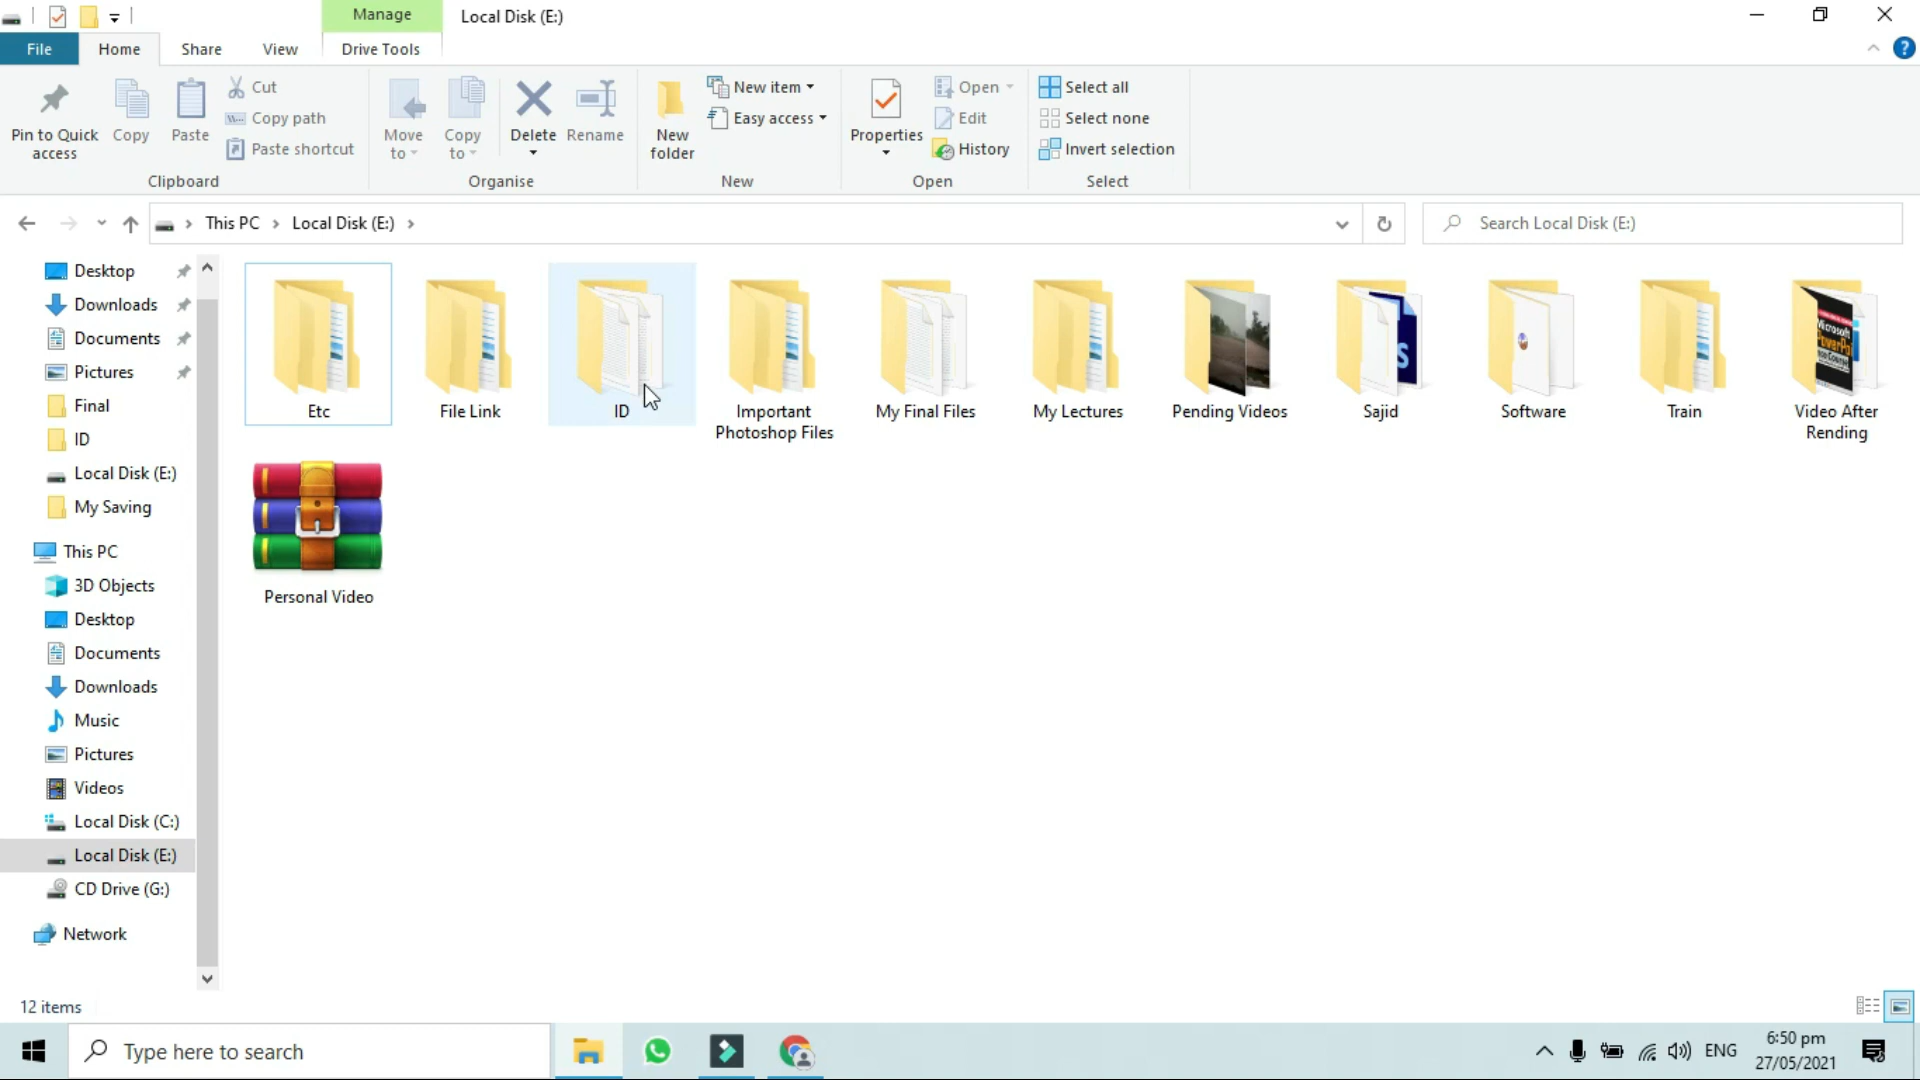 Manage
Local Disk (E:)
File
Home
Share
View
Drive Tools
Pin to Quick
access
Copy
Paste
Cut
Copy path
Paste shortcut
Clipboard
Move
to
Copy
to
Delete
Rename
Organise
New
folder
New item
Easy access
New
Properties
Open
Edit
History
Open
Select all
Select none
Invert selection
Select
This PC
Local Disk (E:)
Search Local Disk (E:)
Desktop
Downloads
Documents
Pictures
Final
ID
Local Disk (E:)
My Saving
This PC
3D Objects
Desktop
Documents
Downloads
Music
Pictures
Videos
Local Disk (C:)
Local Disk (E:)
CD Drive (G:)
Network
Etc
File Link
ID
Important
Photoshop Files
My Final Files
My Lectures
Pending Videos
Sajid
Software
Train
Microsoft
Video After
Rending
Personal Video
12 items
Type here to search
ENG
6:50 pm
27/05/2021